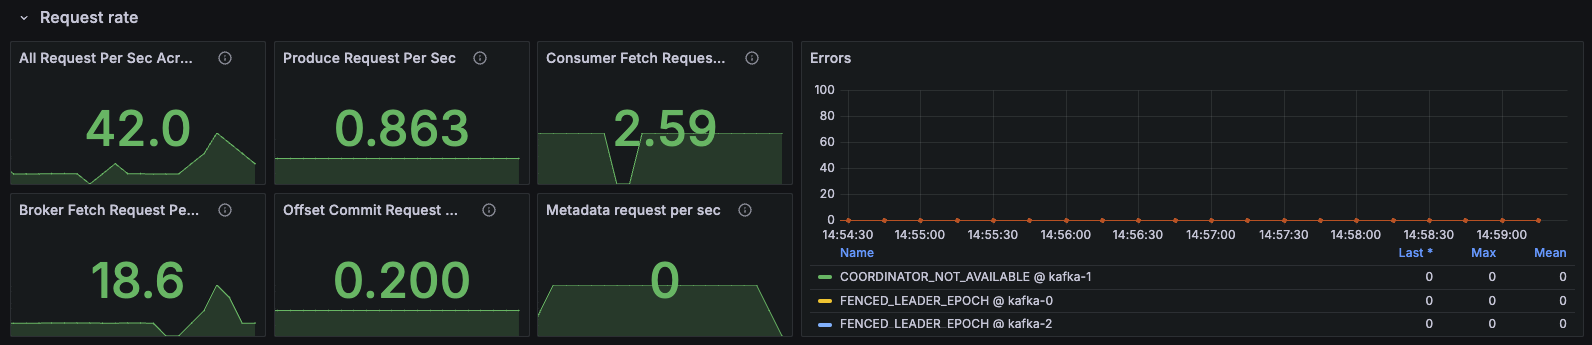 Request rate
All Request Per Sec Acr...
42.0
Produce Request Per Sec
0.863
Consumer Fetch Reques...
2.59
Broker Fetch Request Pe...
18.6
Offset Commit Request ...
0.200
Metadata request per sec
0
Errors
100
80
60
40
20
0
14:54:30 14:55:00 14:55:30 14:56:00 14:56:30 14:57:00 14:57:30 14:58:00 14:58:30 14:59:00
Name Last * Max Mean
COORDINATOR_NOT_AVAILABLE @ kafka-1 0 0 0
FENCED_LEADER_EPOCH @ kafka-0 0 0 0
FENCED_LEADER_EPOCH @ kafka-2 0 0 0